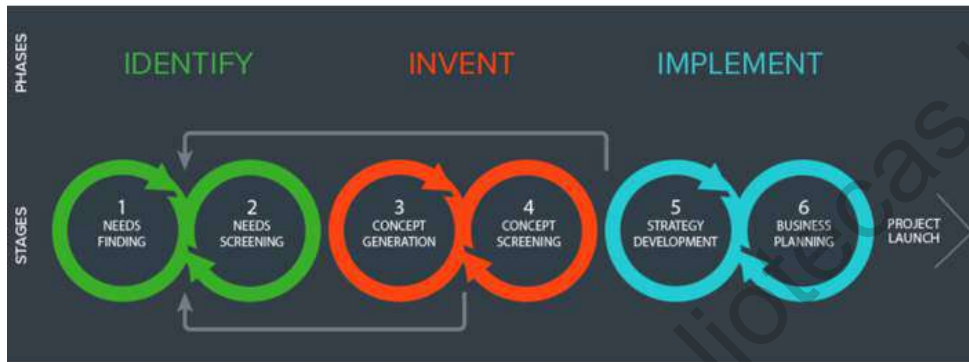 PHASES
IDENTIFY
INVENT
IMPLEMENT
STAGES
1
NEEDS
FINDING
2
NEEDS
SCREENING
3
CONCEPT
GENERATION
4
CONCEPT
SCREENING
5
STRATEGY
DEVELOPMENT
6
BUSINESS
PLANNING
PROJECT
LAUNCH